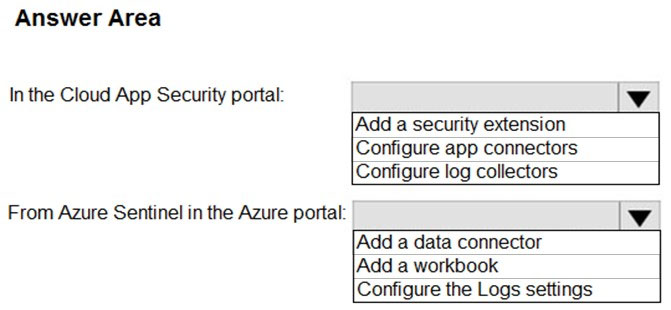 Answer Area
In the Cloud App Security portal:
Add a security extension
Configure app connectors
Configure log collectors
From Azure Sentinel in the Azure portal:
Add a data connector
Add a workbook
Configure the Logs settings